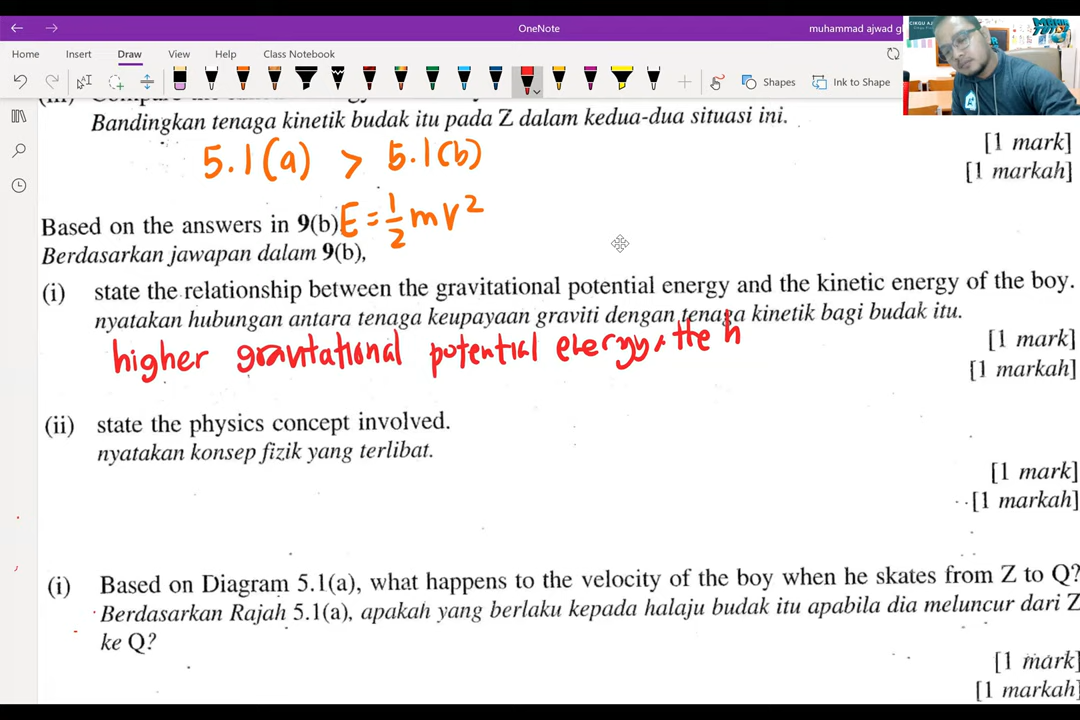 OneNote
muhammad ajwad
Home Insert Draw View Help Class Notebook
Shapes Ink to Shape
Bandingkan tenaga kinetik budak itu pada Z dalam kedua-dua situasi ini.
[1 mark]
[1 markah]
5.1(a) > 5.1(b)
Based on the answers in 9(b)
E = 1/2 mv²
Berdasarkan jawapan dalam 9(b),
(i) state the relationship between the gravitational potential energy and the kinetic energy of the boy.
nyatakan hubungan antara tenaga keupayaan graviti dengan tenaga kinetik bagi budak itu.
[1 mark]
[1 markah]
higher gravitational potential energy, the h
(ii) state the physics concept involved.
nyatakan konsep fizik yang terlibat.
[1 mark]
[1 markah]
(i) Based on Diagram 5.1(a), what happens to the velocity of the boy when he skates from Z to Q?
Berdasarkan Rajah 5.1(a), apakah yang berlaku kepada halaju budak itu apabila dia meluncur dari Z
ke Q?
[1 mark]
[1 markah]